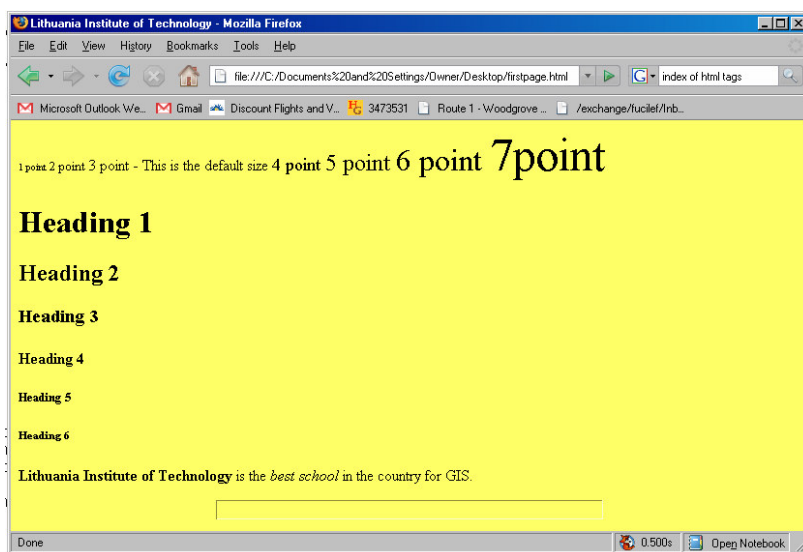 Lithuania Institute of Technology - Mozilla Firefox
File Edit View History Bookmarks Tools Help
file:///C:/Documents%20and%20Settings/Owner/Desktop/firstpage.html G index of html tags
Microsoft Outlook We... Gmail Discount Flights and V... HG 3473531 Route 1 - Woodgrove ... /exchange/fucilef/Inb...
1 point 2 point 3 point - This is the default size 4 point 5 point 6 point 7point
Heading 1
Heading 2
Heading 3
Heading 4
Heading 5
Heading 6
Lithuania Institute of Technology is the best school in the country for GIS.
Done 0.500s Open Notebook